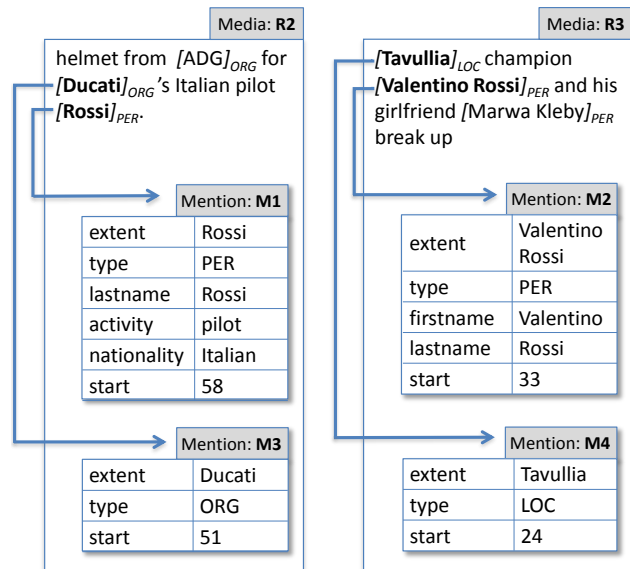 Media: R2
helmet from [ADG]ORG for
[Ducati]ORG's Italian pilot
[Rossi]PER.
Mention: M1
extent Rossi
type PER
lastname Rossi
activity pilot
nationality Italian
start 58
Mention: M3
extent Ducati
type ORG
start 51
Media: R3
[Tavullia]LOC champion
[Valentino Rossi]PER and his
girlfriend [Marwa Kleby]PER
break up
Mention: M2
extent Valentino
Rossi
type PER
firstname Valentino
lastname Rossi
start 33
Mention: M4
extent Tavullia
type LOC
start 24